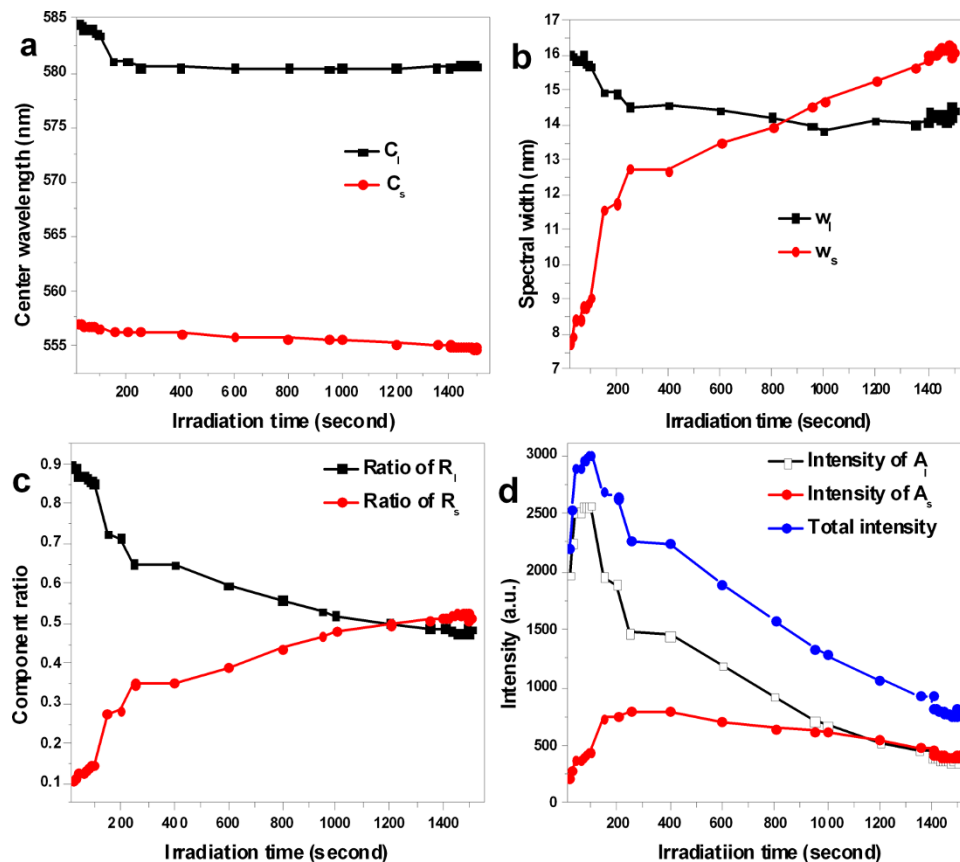 a
585
580
575
570
565
560
555
Center wavelength (nm)
C_l
C_s
200 400 600 800 1000 1200 1400
Irradiation time (second)
b
17
16
15
14
13
12
11
10
9
8
7
Spectral width (nm)
w_l
w_s
200 400 600 800 1000 1200 1400
Irradiation time (second)
c
0.9
0.8
0.7
0.6
0.5
0.4
0.3
0.2
0.1
Component ratio
Ratio of R_l
Ratio of R_s
200 400 600 800 1000 1200 1400
Irradiation time (second)
d
3000
2500
2000
1500
1000
500
0
Intensity (a.u.)
Intensity of A_l
Intensity of A_s
Total intensity
200 400 600 800 1000 1200 1400
Irradiatiion time (second)